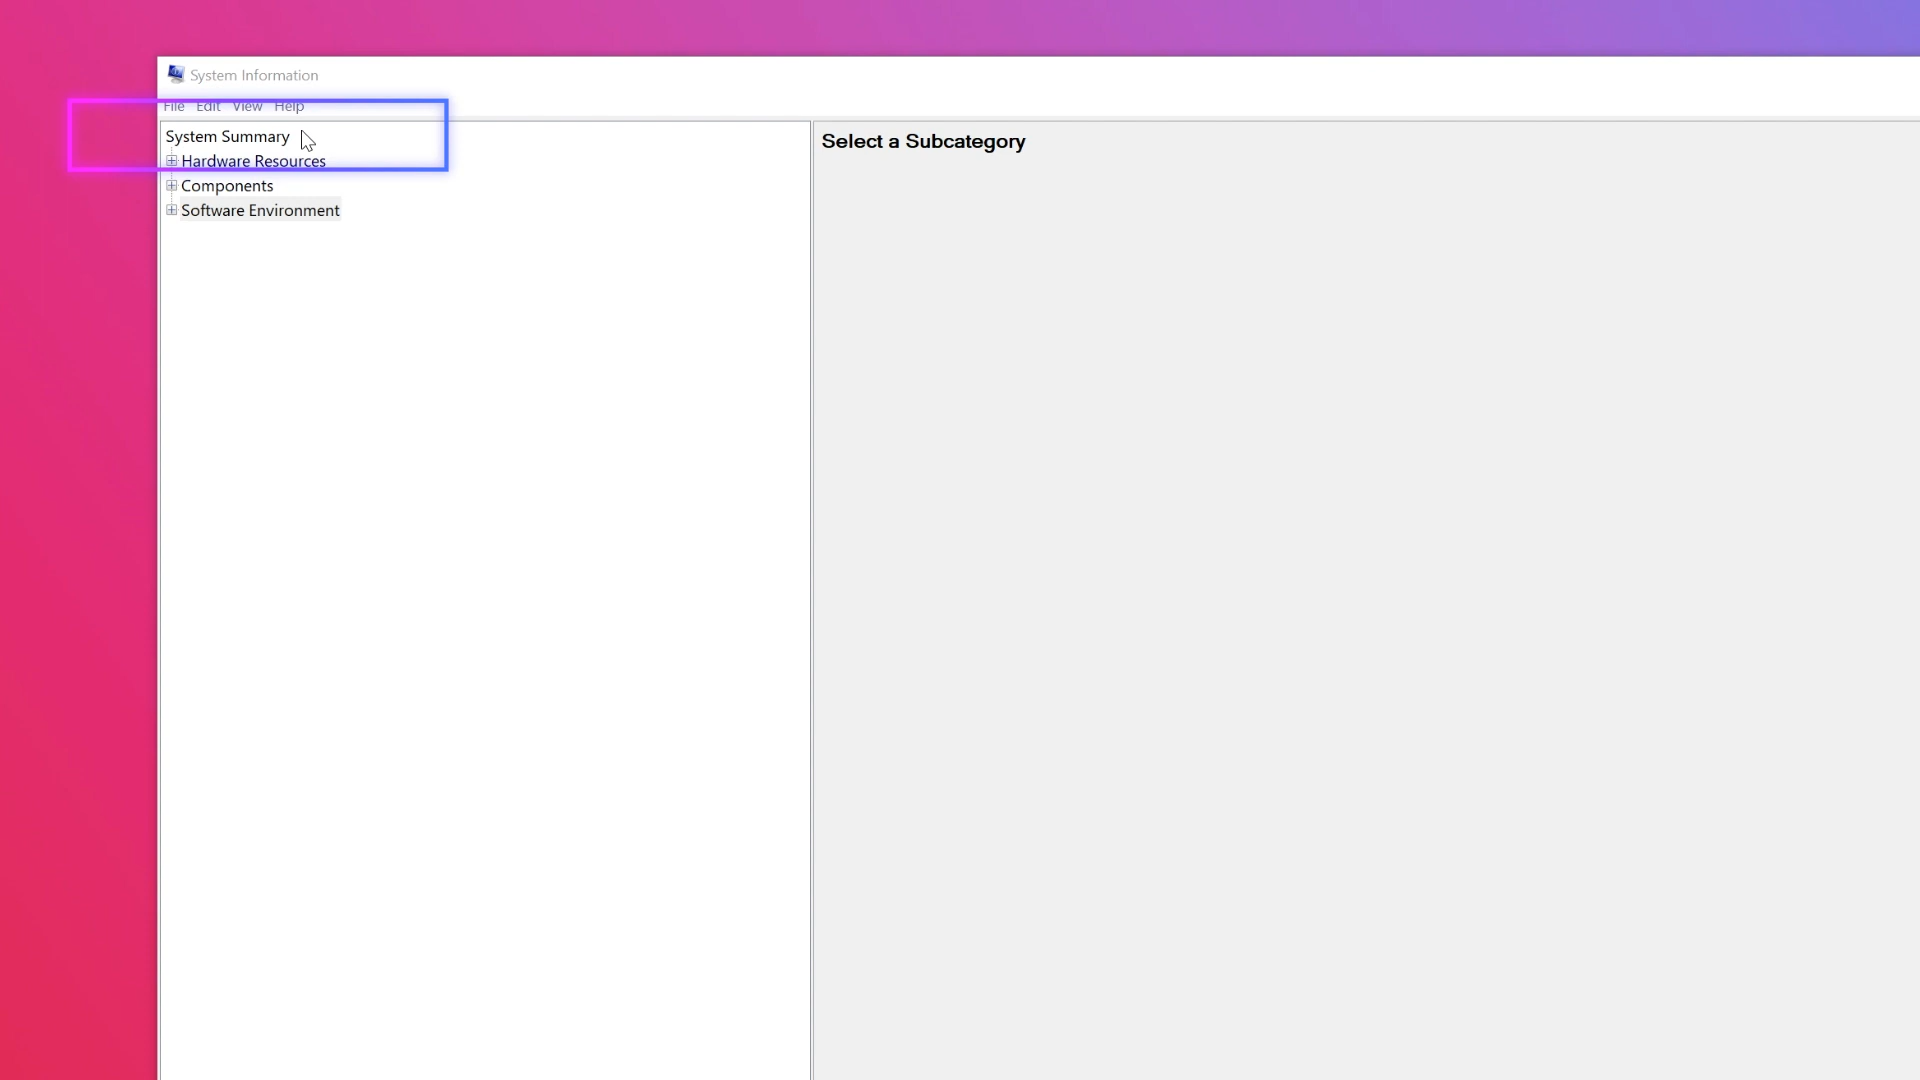 System Information
File Edit View Help
System Summary
Hardware Resources
Components
Software Environment
Select a Subcategory